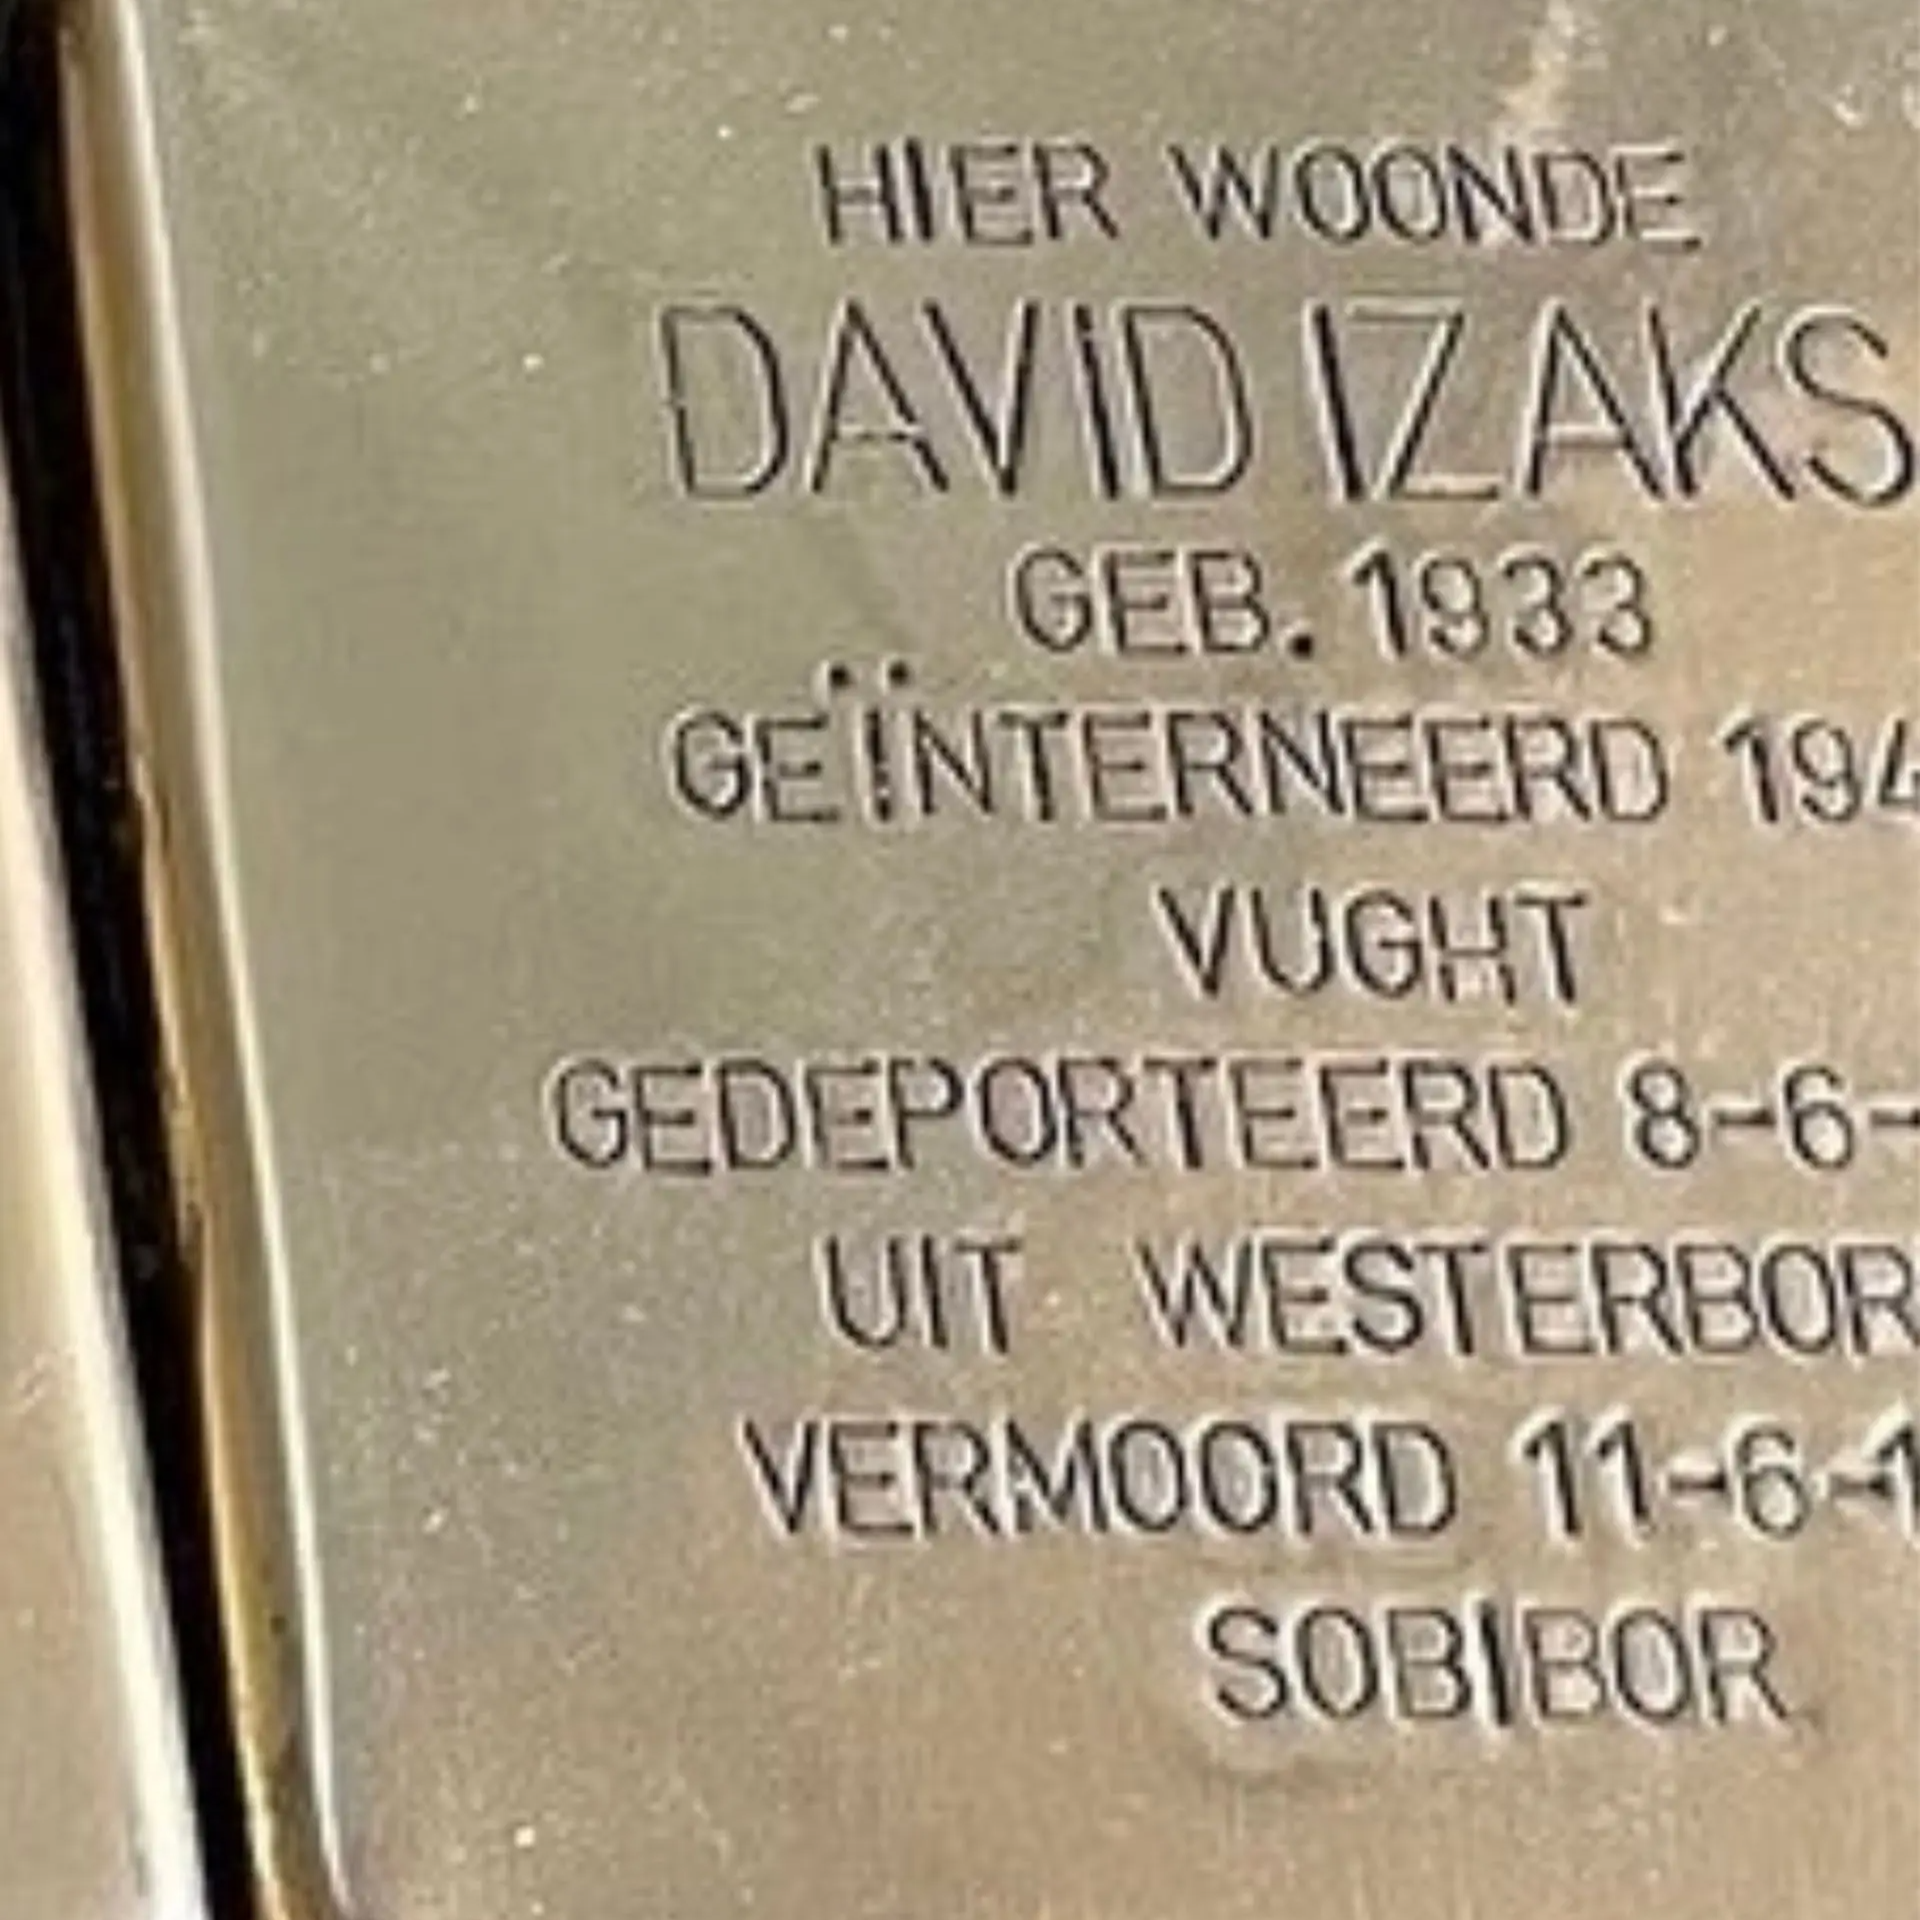 HIER WOONDE
DAVID IZAKS
GEB. 1933
GEÏNTERNEERD 194
VUGHT
GEDEPORTEERD 8-6-
UIT WESTERBOR
VERMOORD 11-6-1
SOBIBOR